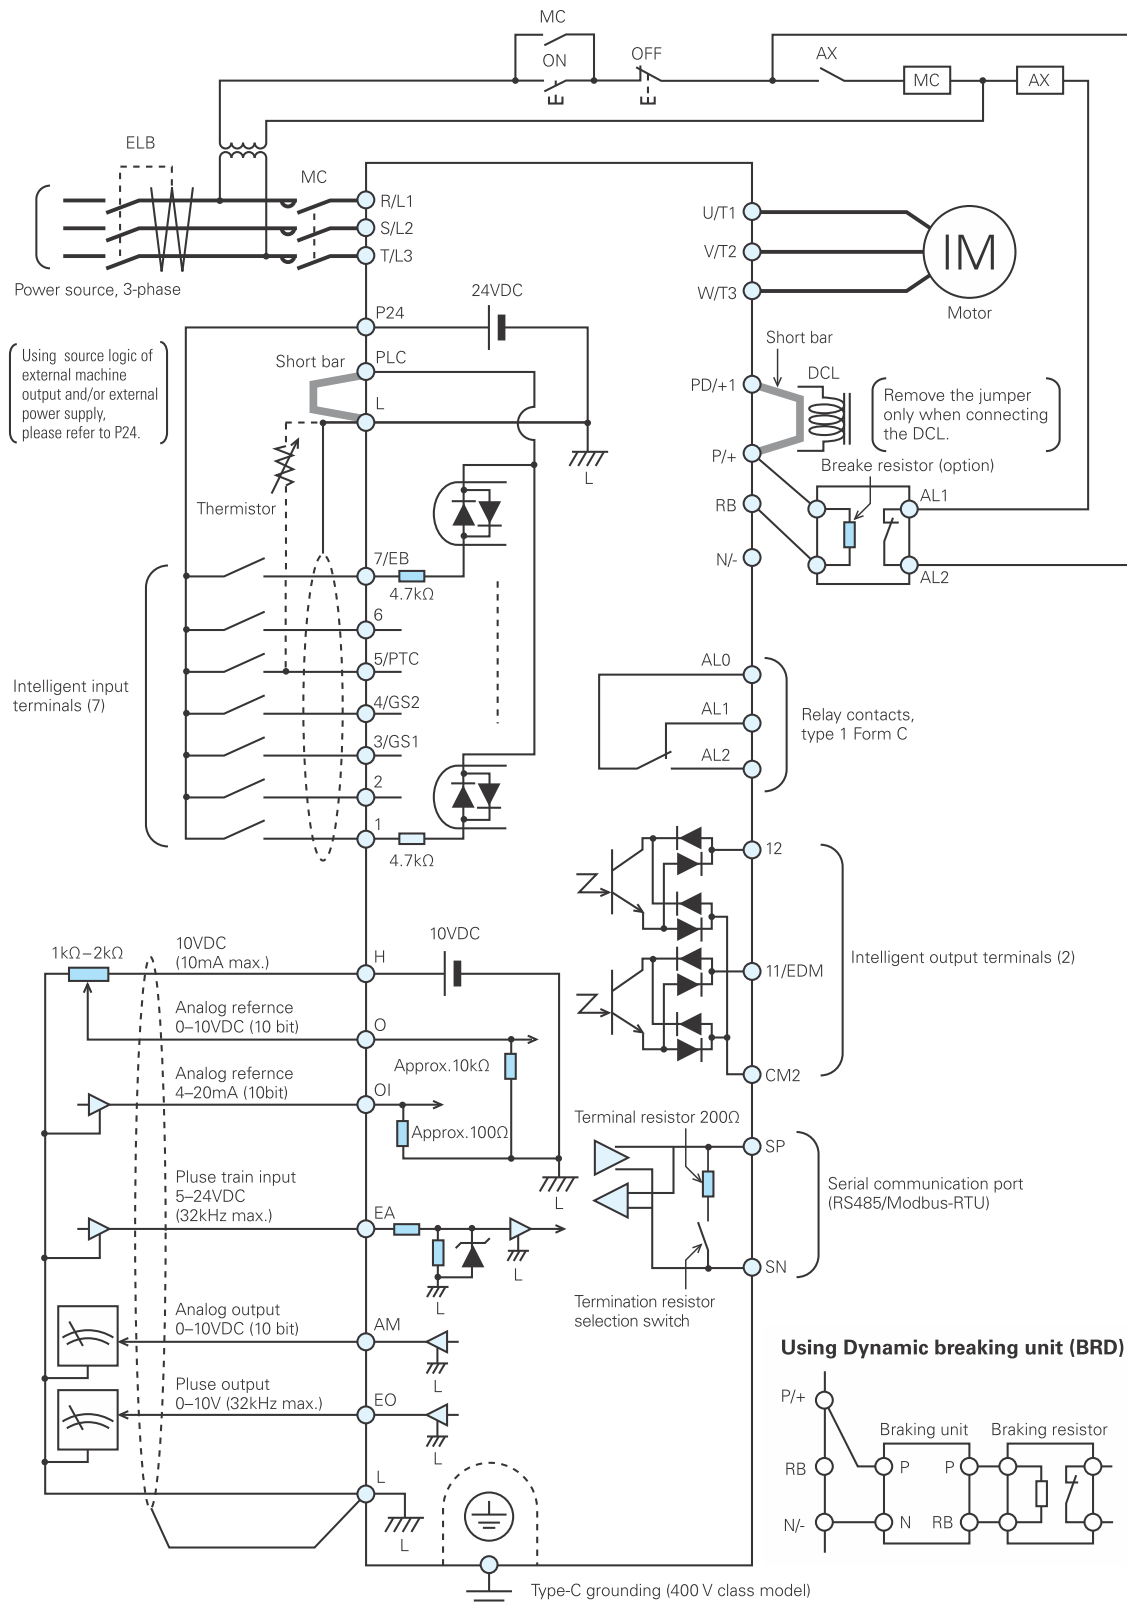 MC
ON
OFF
AX
MC
AX
ELB
MC
R/L1
S/L2
T/L3
Power source, 3-phase
U/T1
V/T2
W/T3
IM
Motor
P24
24VDC
Using source logic of
external machine
output and/or external
power supply,
please refer to P24.
Short bar
PLC
L
L
Thermistor
Short bar
PD/+1
DCL
Remove the jumper
only when connecting
the DCL.
P/+
Breake resistor (option)
RB
AL1
N/-
AL2
7/EB
4.7kΩ
6
5/PTC
4/GS2
3/GS1
2
1
4.7kΩ
Intelligent input
terminals (7)
AL0
AL1
AL2
Relay contacts,
type 1 Form C
12
11/EDM
CM2
Intelligent output terminals (2)
1kΩ–2kΩ
10VDC
(10mA max.)
H
10VDC
Analog refernce
0–10VDC (10 bit)
O
Approx.10kΩ
Analog refernce
4–20mA (10bit)
OI
Approx.100Ω
L
Terminal resistor 200Ω
SP
Serial communication port
(RS485/Modbus-RTU)
SN
Termination resistor
selection switch
Pluse train input
5–24VDC
(32kHz max.)
EA
L
L
Analog output
0–10VDC (10 bit)
AM
L
Pluse output
0–10V (32kHz max.)
EO
L
L
L
Type-C grounding (400 V class model)
Using Dynamic breaking unit (BRD)
P/+
Braking unit
Braking resistor
RB
P
P
N/-
N
RB